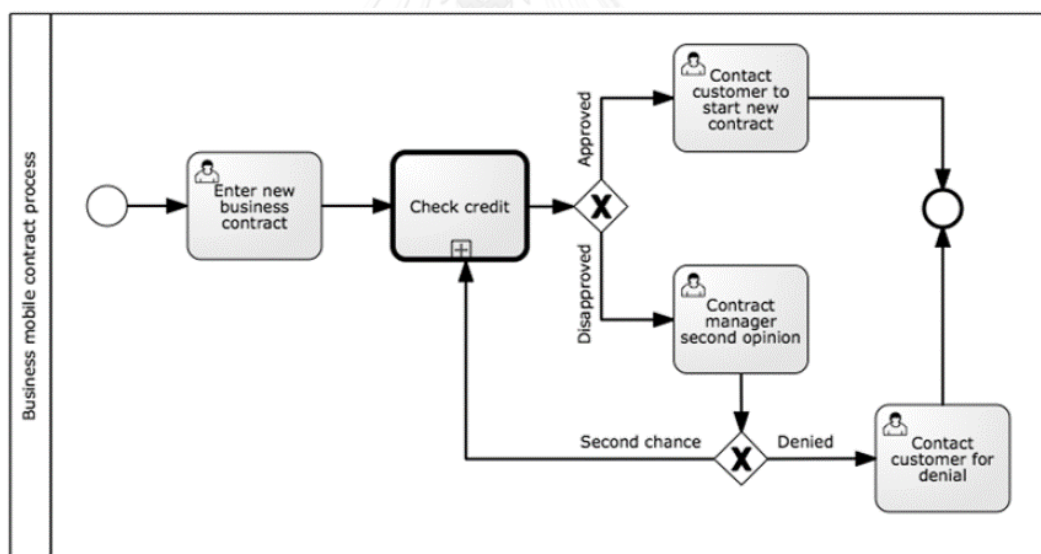 Business mobile contract process
Enter new
business
contract
Check credit
Approved
Disapproved
Contact
customer to
start new
contract
Contract
manager
second opinion
Second chance
Denied
Contact
customer for
denial